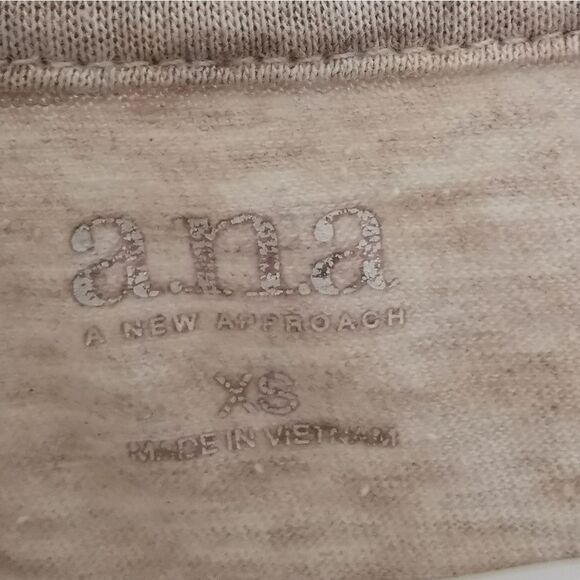 a.n.a
A NEW APPROACH
XS
MADE IN VIETNAM